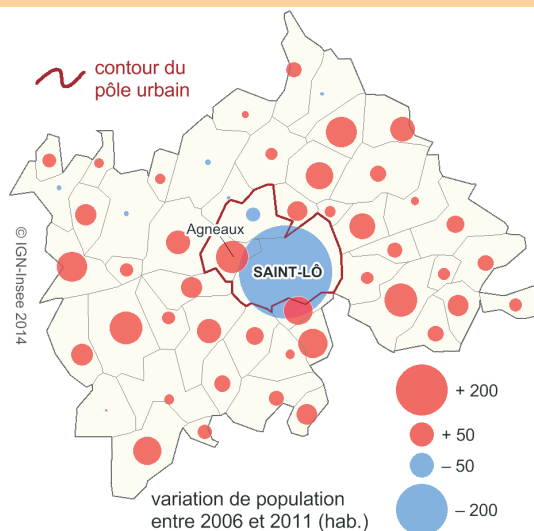 contour du
pôle urbain
Agneaux
SAINT-LÔ
© IGN-Insee 2014
+ 200
+ 50
– 50
– 200
variation de population
entre 2006 et 2011 (hab.)